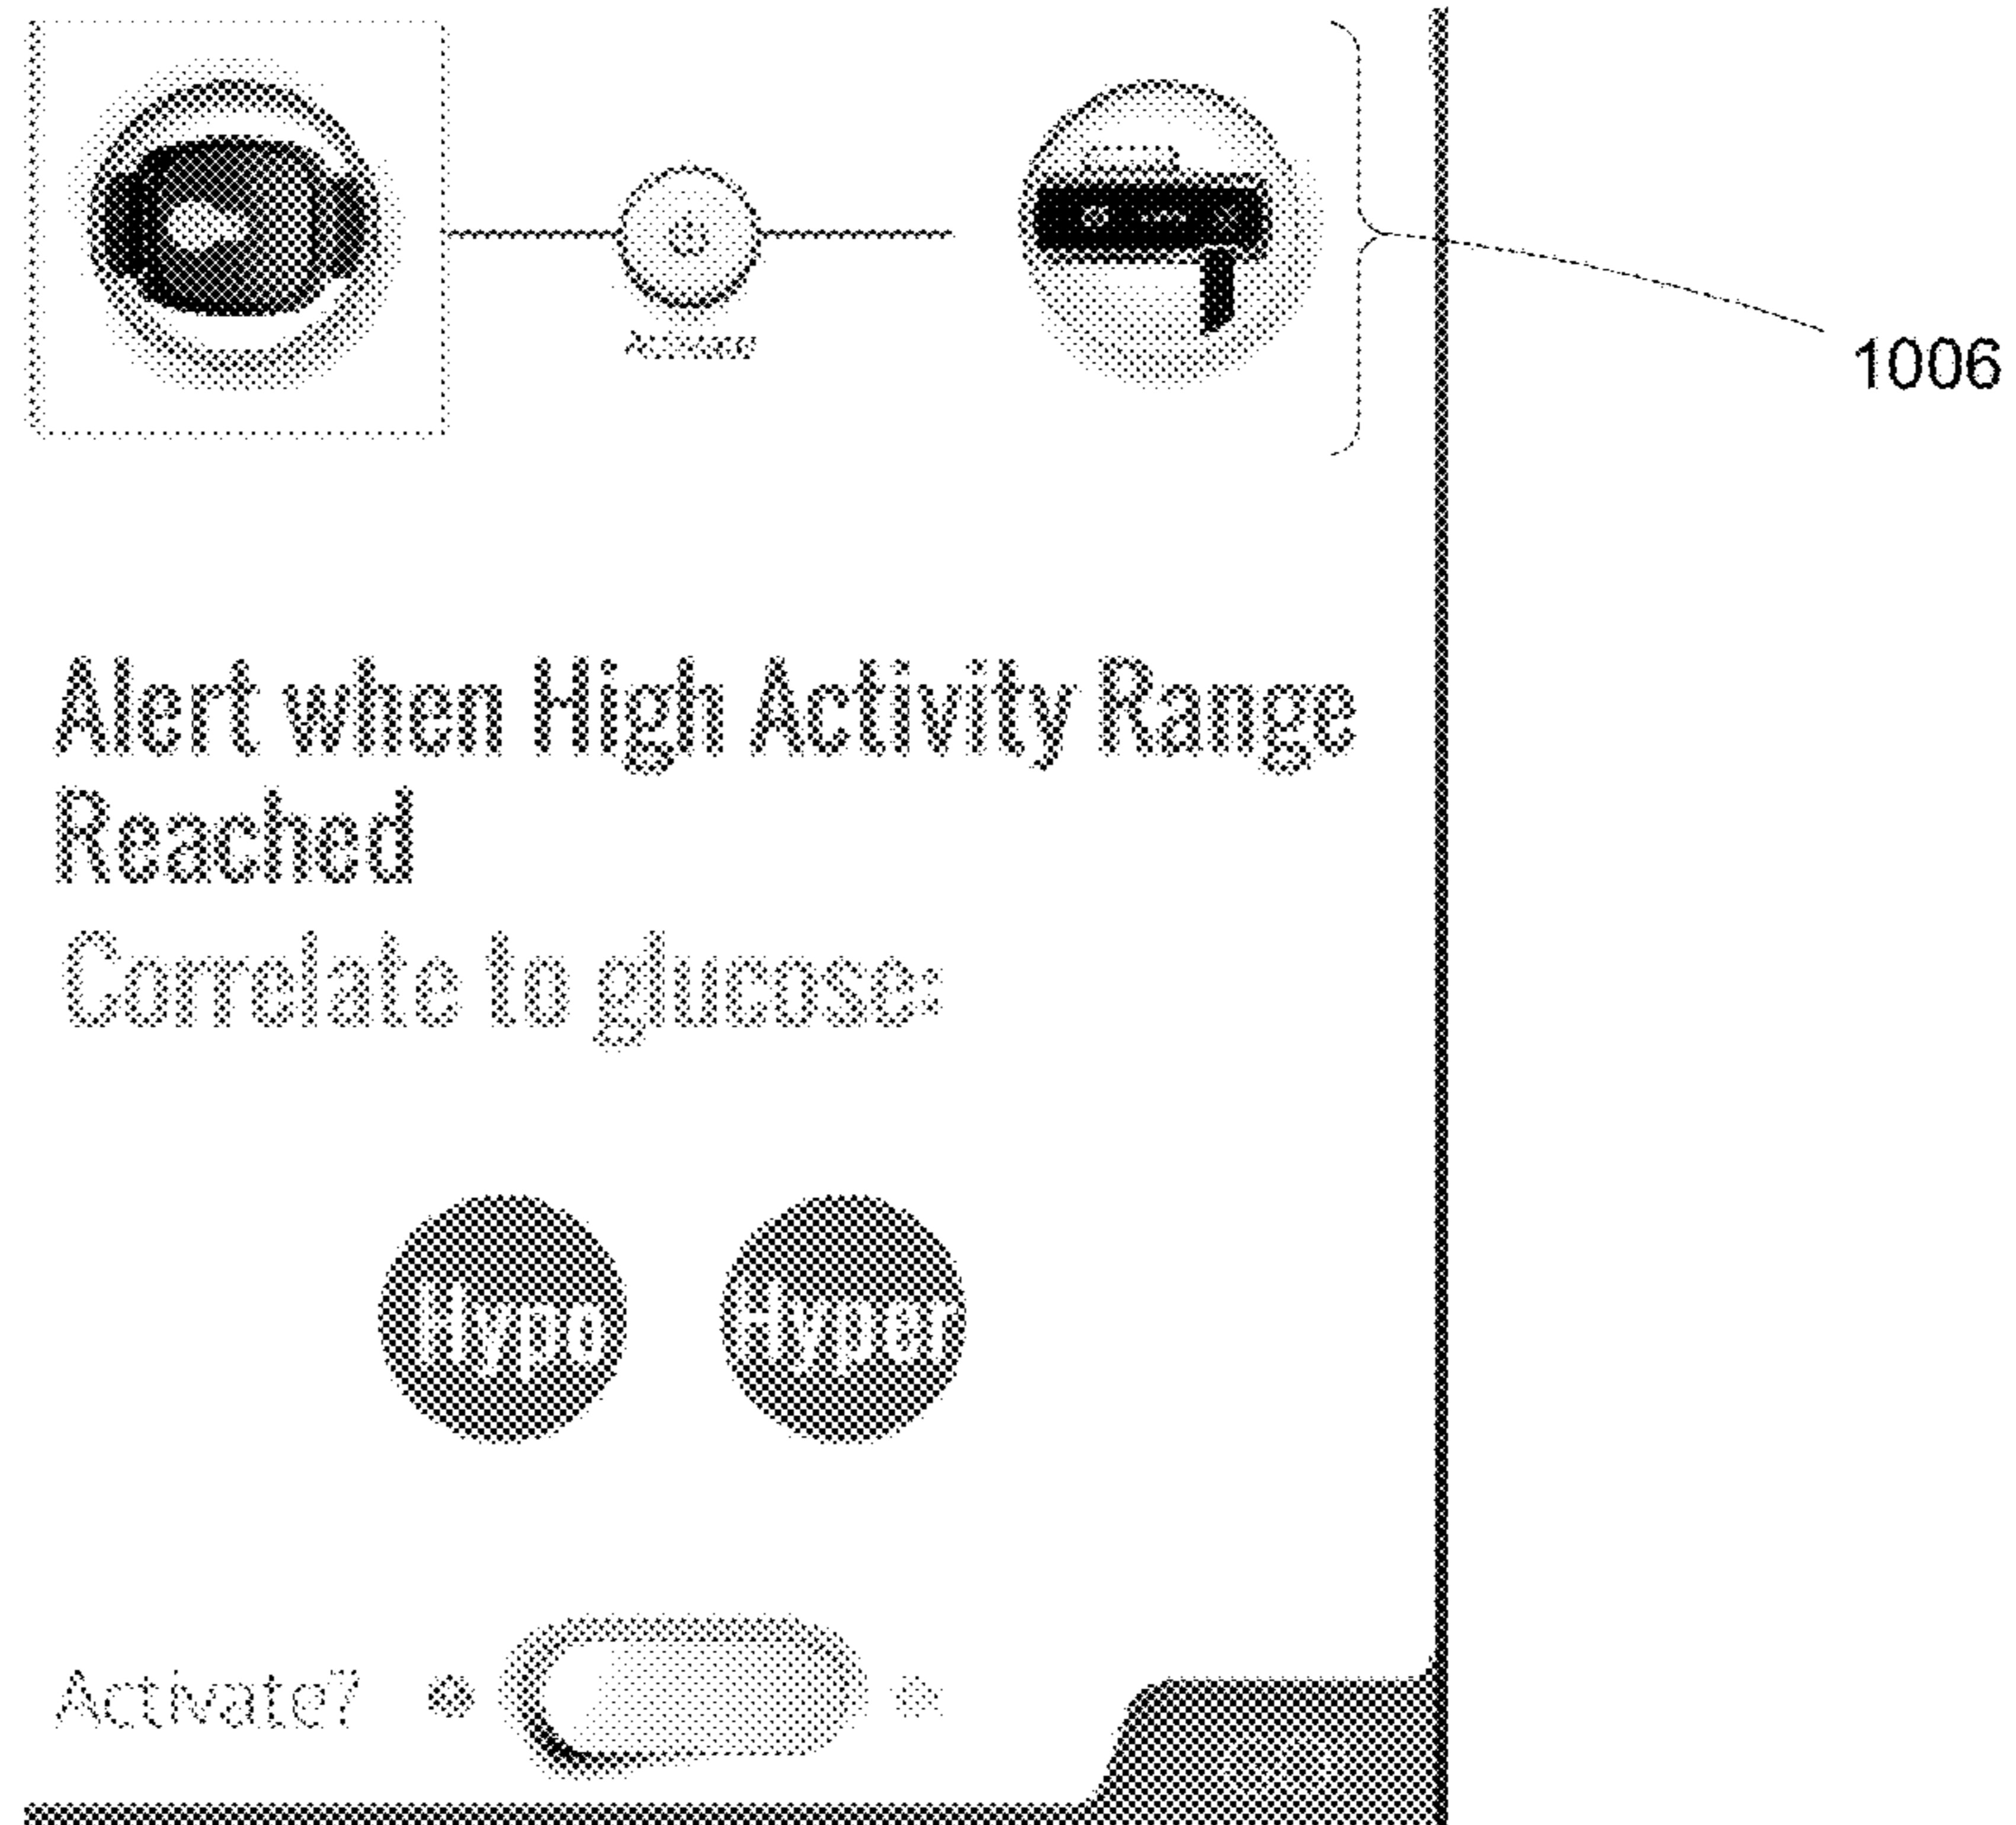 1006
Alert when High Activity Range
Reached
Correlate to glucose:
Hypo Hyper
Activate?